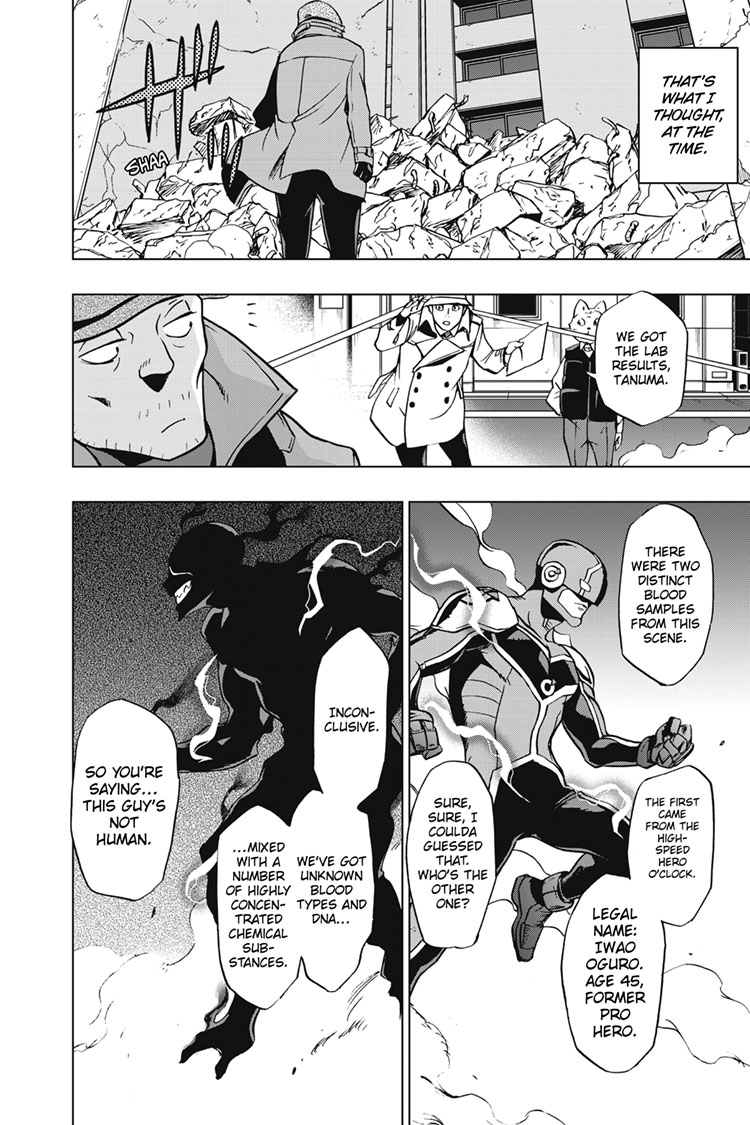 THAT'S
WHAT I
THOUGHT,
AT THE
TIME.
ザザ
SHAA
WE GOT
THE LAB
RESULTS,
TANUMA.
THERE
WERE TWO
DISTINCT
BLOOD
SAMPLES
FROM THIS
SCENE.
THE FIRST
CAME
FROM THE
HIGH-
SPEED
HERO
O'CLOCK.
LEGAL
NAME:
IWAO
OGURO.
AGE 45,
FORMER
PRO
HERO.
SURE,
SURE, I
COULDA
GUESSED
THAT.
WHO'S THE
OTHER
ONE?
INCON-
CLUSIVE.
WE'VE GOT
UNKNOWN
BLOOD
TYPES AND
DNA...
...MIXED
WITH A
NUMBER
OF HIGHLY
CONCEN-
TRATED
CHEMICAL
SUB-
STANCES.
SO YOU'RE
SAYING...
THIS GUY'S
NOT
HUMAN.